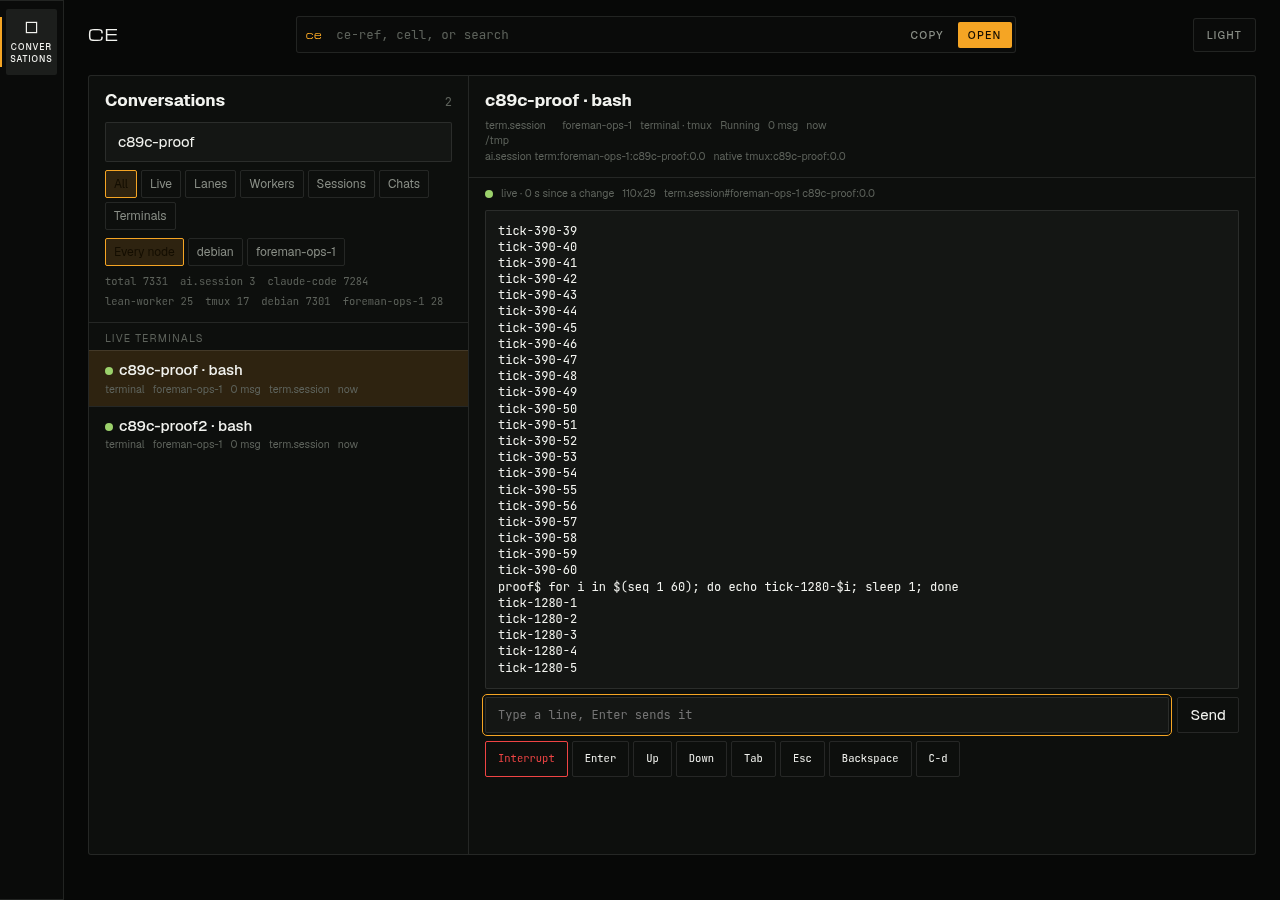 CONVER
SATIONS
CE
ce ce-ref, cell, or search COPY OPEN
LIGHT
Conversations 2
c89c-proof
All Live Lanes Workers Sessions Chats
Terminals
Every node debian foreman-ops-1
total 7331 ai.session 3 claude-code 7284
lean-worker 25 tmux 17 debian 7301 foreman-ops-1 28
LIVE TERMINALS
c89c-proof · bash
terminal foreman-ops-1 0 msg term.session now
c89c-proof2 · bash
terminal foreman-ops-1 0 msg term.session now
c89c-proof · bash
term.session foreman-ops-1 terminal · tmux Running 0 msg now
/tmp
ai.session term:foreman-ops-1:c89c-proof:0.0 native tmux:c89c-proof:0.0
live · 0 s since a change 110x29 term.session#foreman-ops-1 c89c-proof:0.0
tick-390-39
tick-390-40
tick-390-41
tick-390-42
tick-390-43
tick-390-44
tick-390-45
tick-390-46
tick-390-47
tick-390-48
tick-390-49
tick-390-50
tick-390-51
tick-390-52
tick-390-53
tick-390-54
tick-390-55
tick-390-56
tick-390-57
tick-390-58
tick-390-59
tick-390-60
proof$ for i in $(seq 1 60); do echo tick-1280-$i; sleep 1; done
tick-1280-1
tick-1280-2
tick-1280-3
tick-1280-4
tick-1280-5
Type a line, Enter sends it Send
Interrupt Enter Up Down Tab Esc Backspace C-d